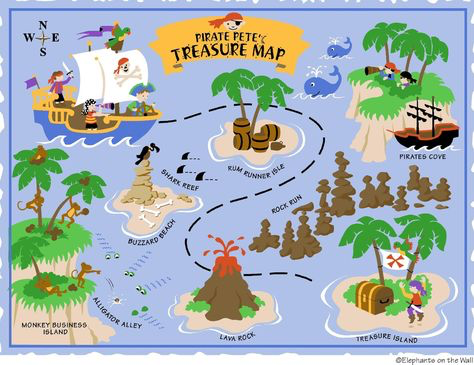 N
W E
S
PIRATE PETE'S
TREASURE MAP
PIRATES COVE
RUM RUNNER ISLE
SHARK REEF
ROCK RUN
BUZZARD BEACH
ALLIGATOR ALLEY
MONKEY BUSINESS
ISLAND
LAVA ROCK
TREASURE ISLAND
©Elephants on the Wall